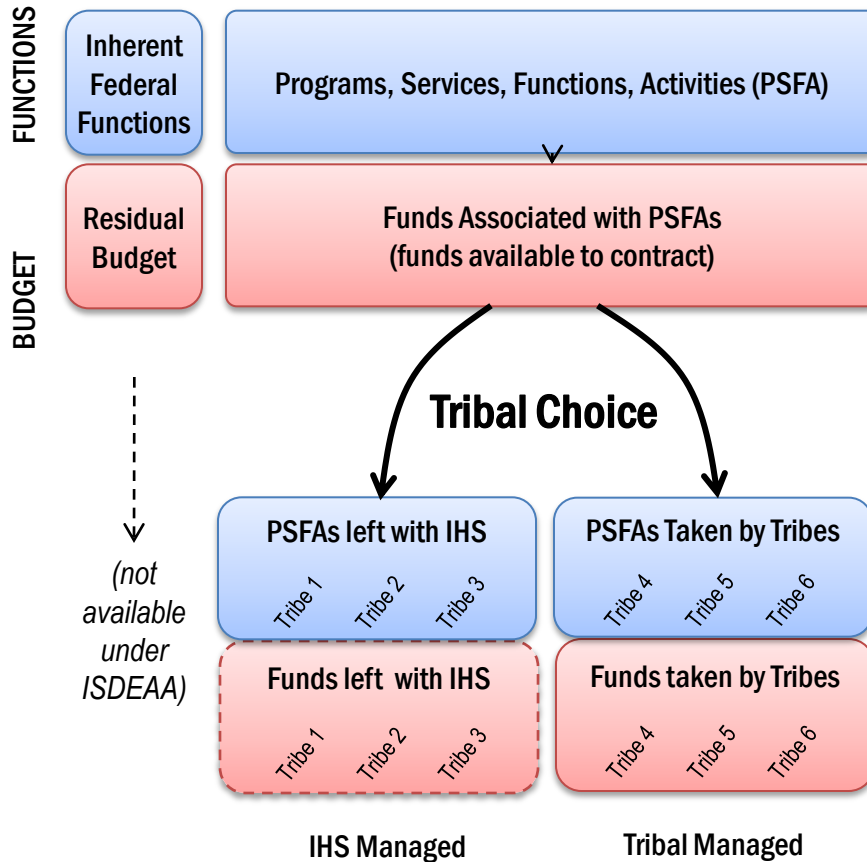 FUNCTIONS
Inherent
Federal
Functions
Programs, Services, Functions, Activities (PSFA)
BUDGET
Residual
Budget
Funds Associated with PSFAs
(funds available to contract)
Tribal Choice
(not
available
under
ISDEAA)
PSFAs left with IHS
Tribe 1
Tribe 2
Tribe 3
PSFAs Taken by Tribes
Tribe 4
Tribe 5
Tribe 6
Funds left with IHS
Tribe 1
Tribe 2
Tribe 3
Funds taken by Tribes
Tribe 4
Tribe 5
Tribe 6
IHS Managed
Tribal Managed